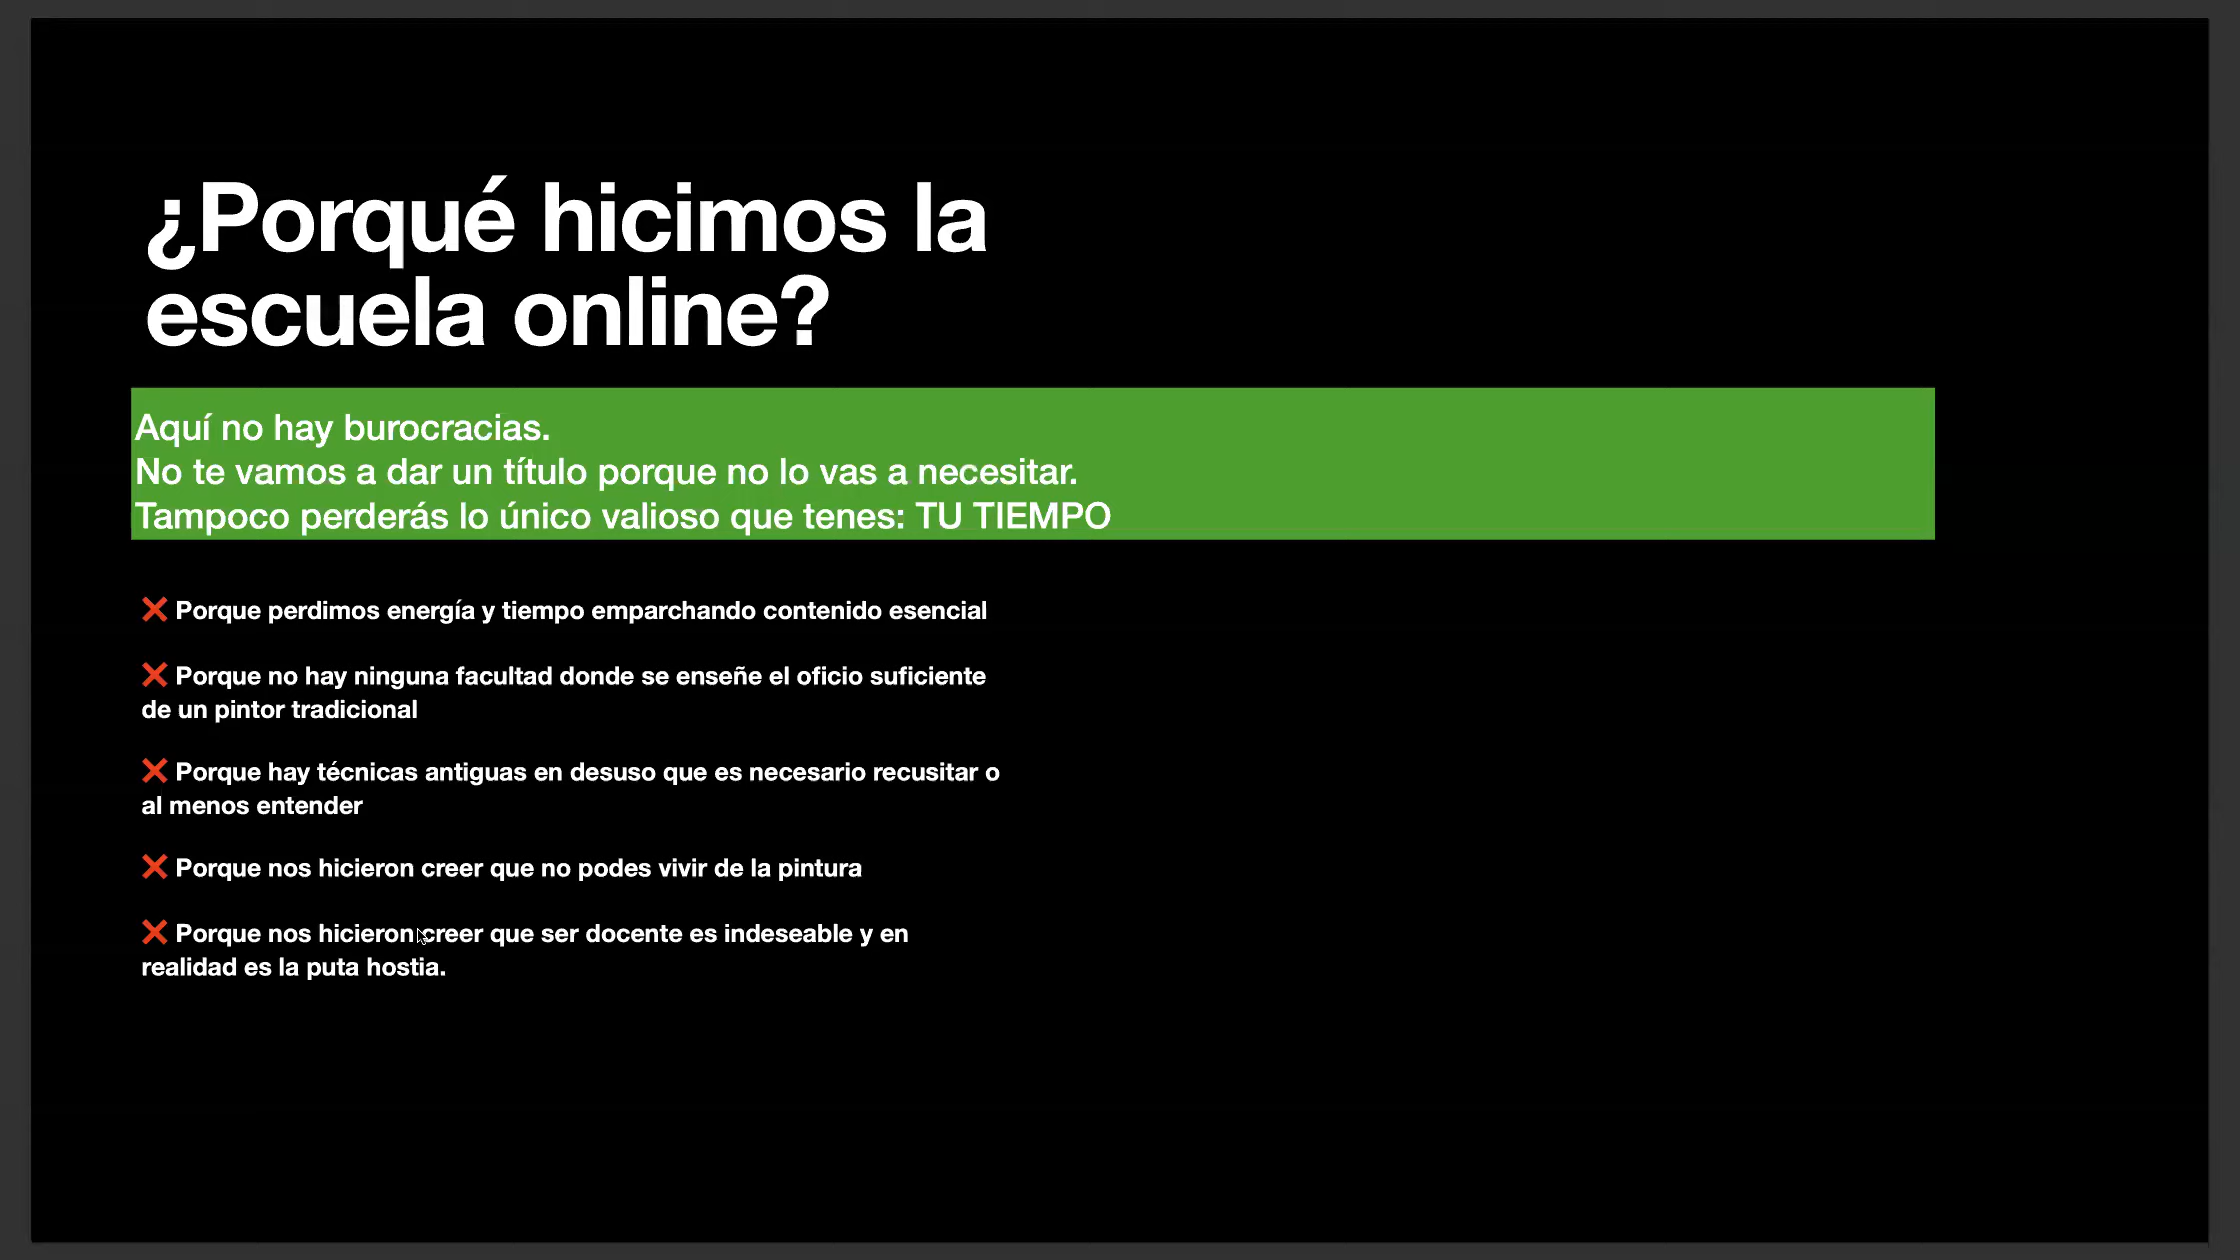 ¿Porqué hicimos la
escuela online?
Aquí no hay burocracias.
No te vamos a dar un título porque no lo vas a necesitar.
Tampoco perderás lo único valioso que tenes: TU TIEMPO
❌ Porque perdimos energía y tiempo emparchando contenido esencial
❌ Porque no hay ninguna facultad donde se enseñe el oficio suficiente
de un pintor tradicional
❌ Porque hay técnicas antiguas en desuso que es necesario recusitar o
al menos entender
❌ Porque nos hicieron creer que no podes vivir de la pintura
❌ Porque nos hicieron creer que ser docente es indeseable y en
realidad es la puta hostia.